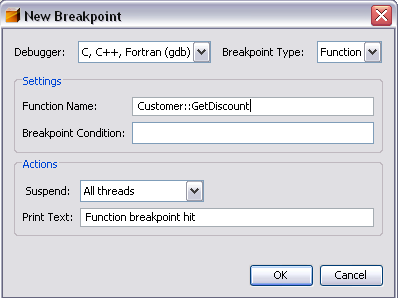 New Breakpoint
Debugger: C, C++, Fortran (gdb) Breakpoint Type: Function
Settings
Function Name: Customer::GetDiscount
Breakpoint Condition:
Actions
Suspend: All threads
Print Text: Function breakpoint hit
OK Cancel